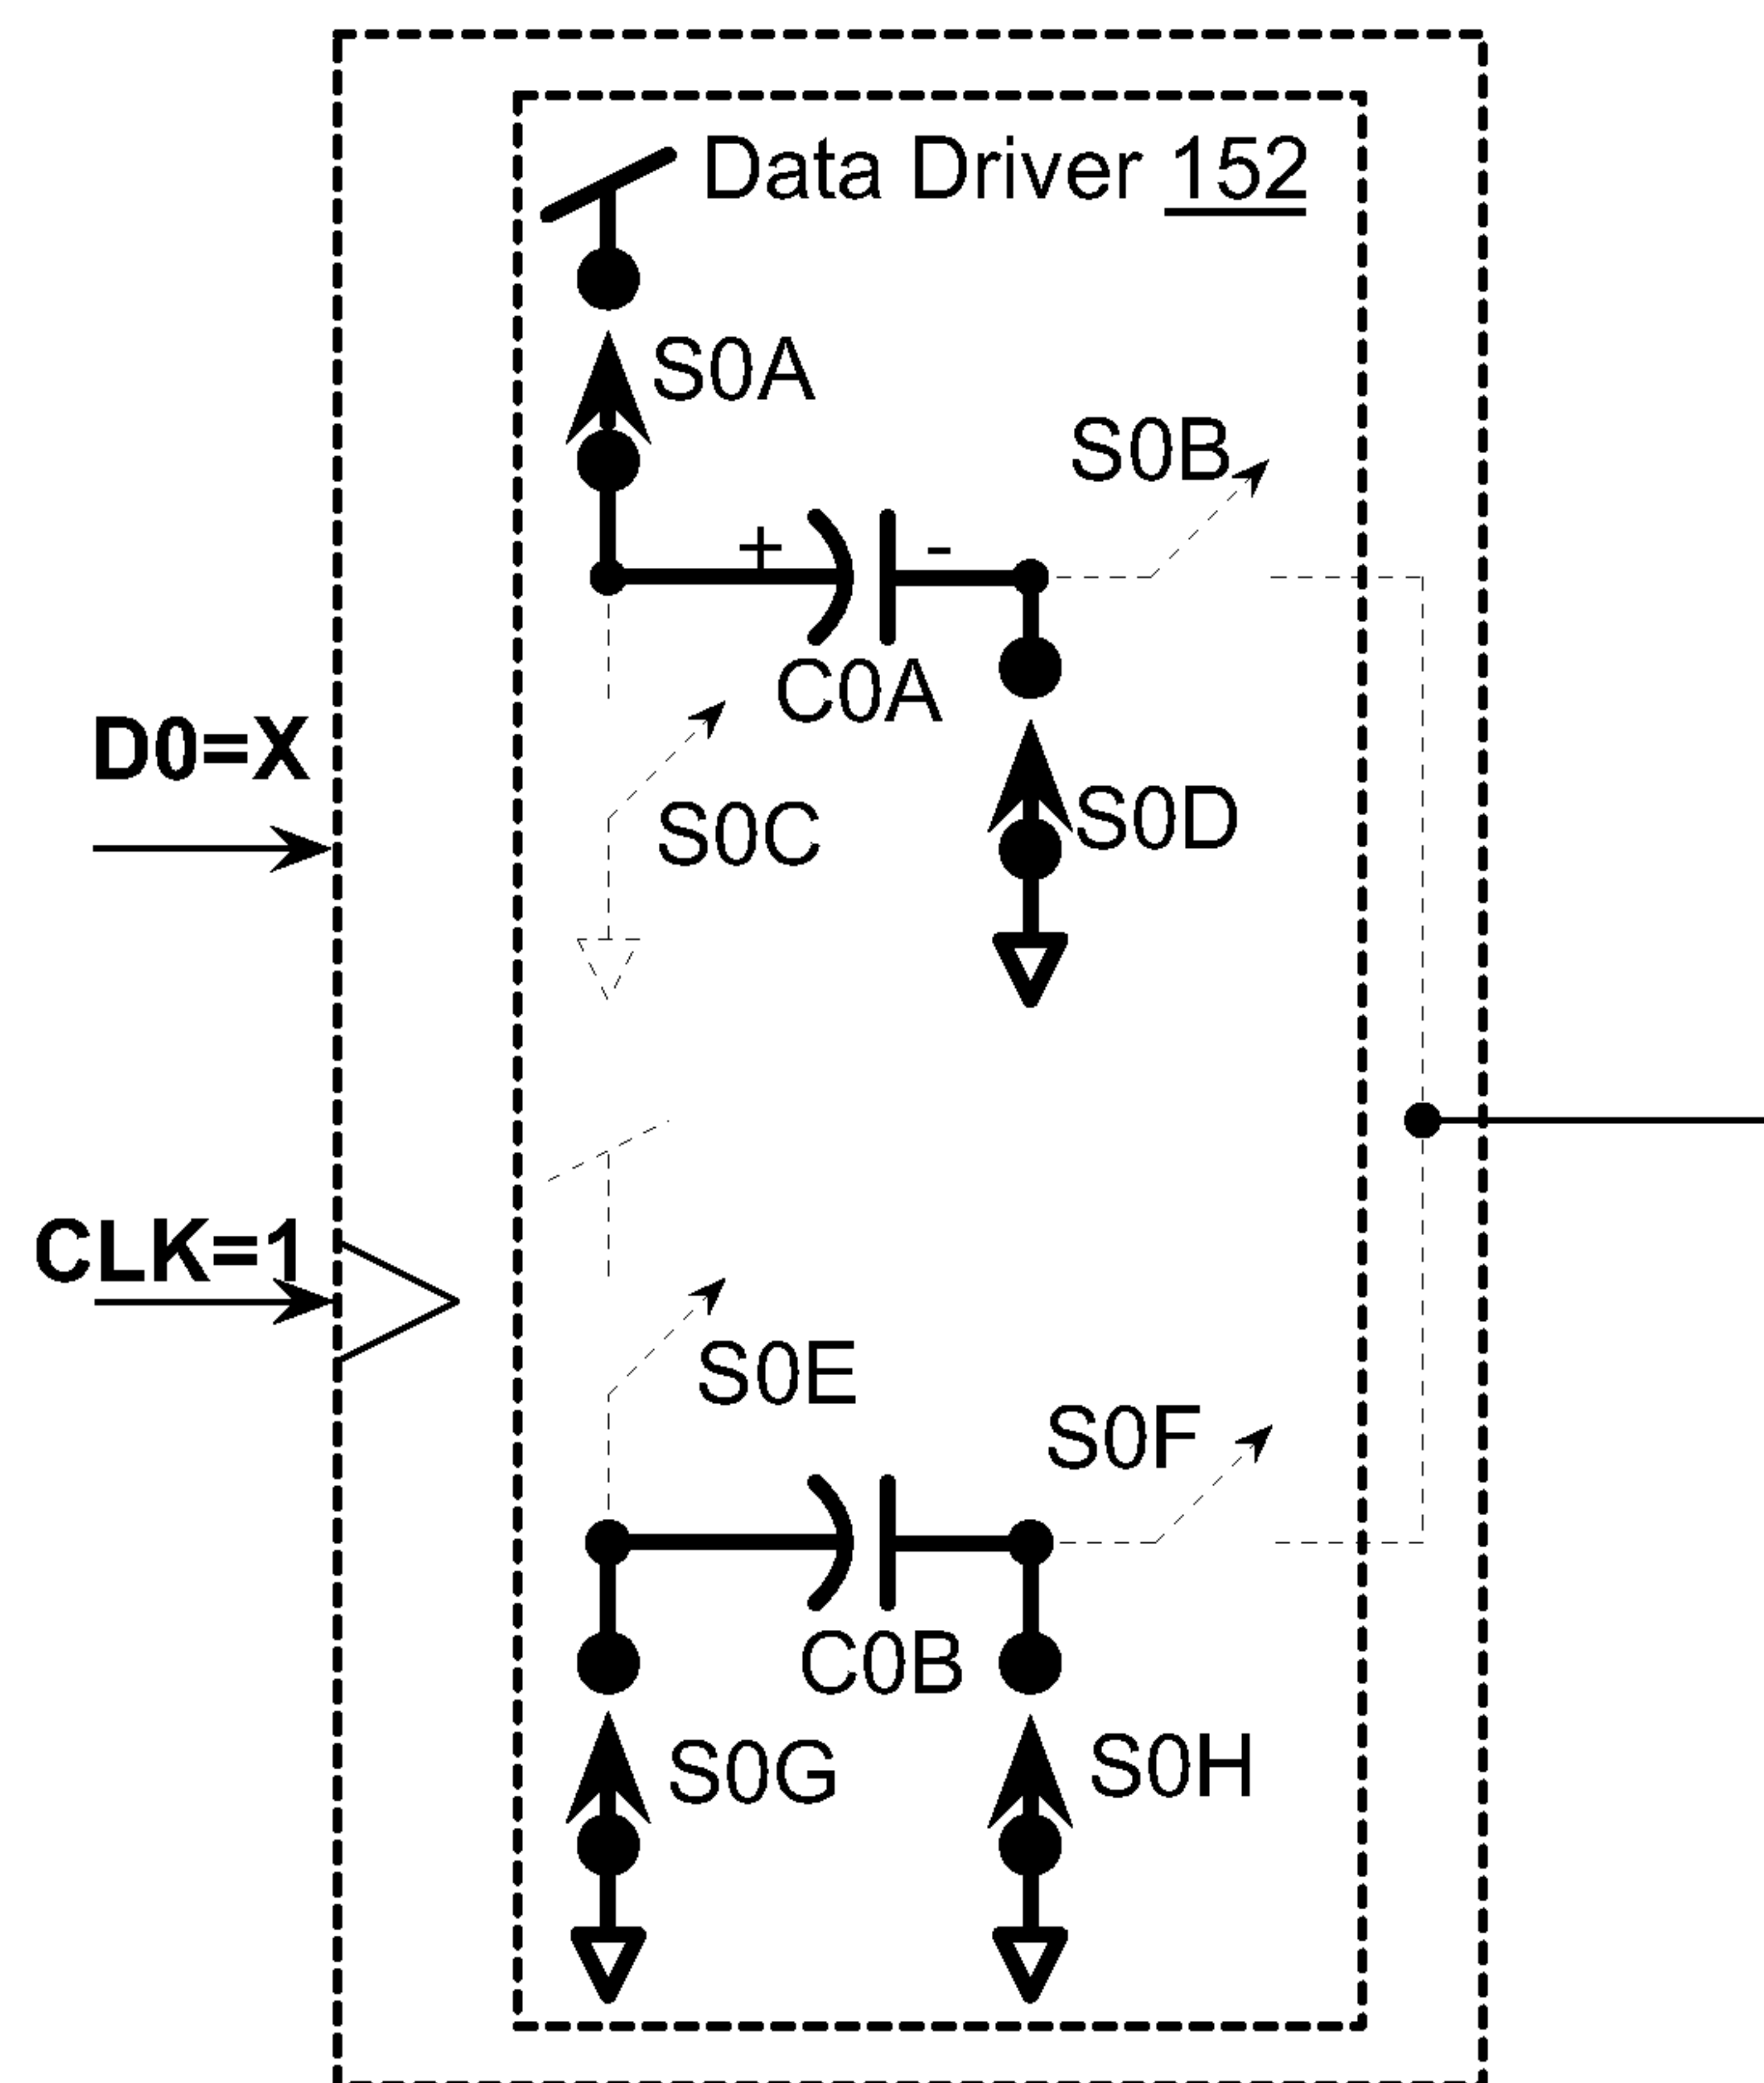 Data Driver 152
S0A
S0B
+ -
C0A
D0=X
S0C
S0D
CLK=1
S0E
S0F
C0B
S0G
S0H